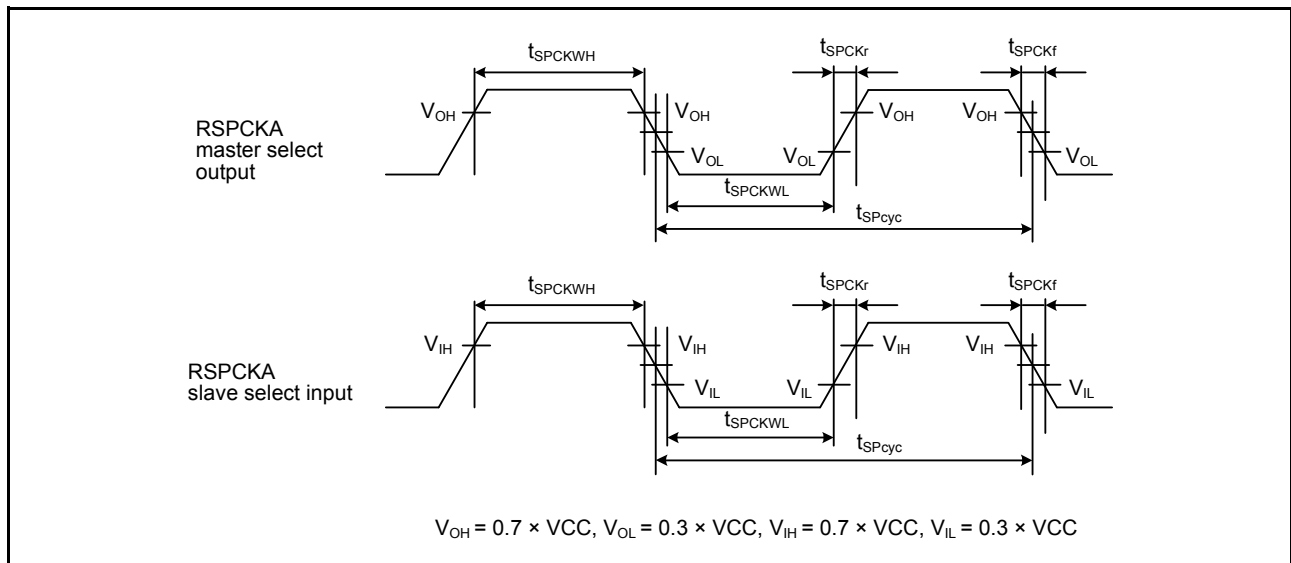 tSPCKWH tSPCKr tSPCKf
VOH VOH VOH VOH
RSPCKA
master select
output
VOL VOL VOL
tSPCKWL
tSPcyc
tSPCKWH tSPCKr tSPCKf
VIH VIH VIH VIH
RSPCKA
slave select input
VIL VIL VIL
tSPCKWL
tSPcyc
VOH = 0.7 × VCC, VOL = 0.3 × VCC, VIH = 0.7 × VCC, VIL = 0.3 × VCC